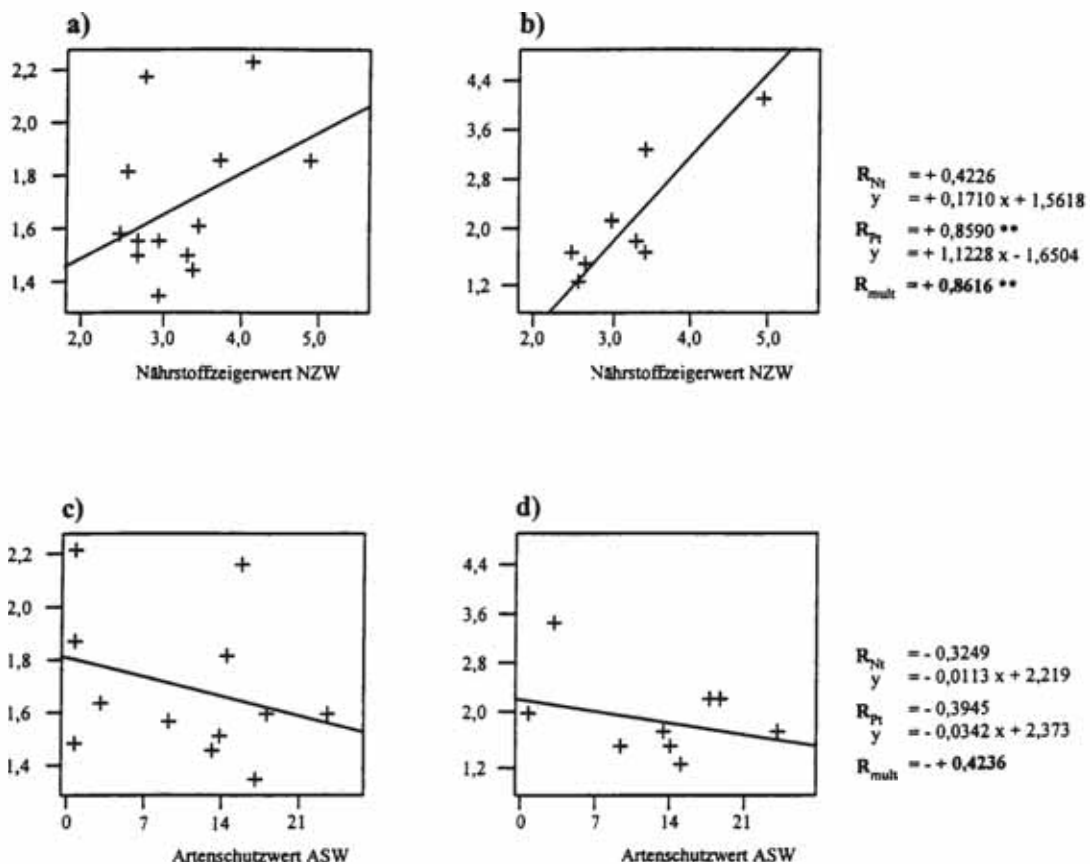 a)
2,2
2,0
1,8
1,6
1,4
2,0 3,0 4,0 5,0
Nährstoffzeigerwert NZW
b)
4,4
3,6
2,8
2,0
1,2
2,0 3,0 4,0 5,0
Nährstoffzeigerwert NZW
R_Nt = + 0,4226
y = + 0,1710 x + 1,5618
R_Pt = + 0,8590 **
y = + 1,1228 x - 1,6504
R_mult = + 0,8616 **
c)
2,2
2,0
1,8
1,6
1,4
0 7 14 21
Artenschutzwert ASW
d)
4,4
3,6
2,8
2,0
1,2
0 7 14 21
Artenschutzwert ASW
R_Nt = - 0,3249
y = - 0,0113 x + 2,219
R_Pt = - 0,3945
y = - 0,0342 x + 2,373
R_mult = - + 0,4236